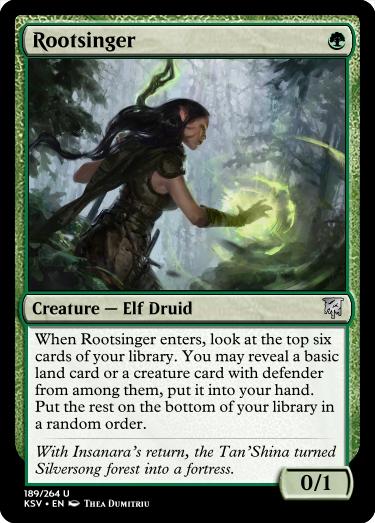 Rootsinger
Creature — Elf Druid
When Rootsinger enters, look at the top six
cards of your library. You may reveal a basic
land card or a creature card with defender
from among them, put it into your hand.
Put the rest on the bottom of your library in
a random order.
With Insanara's return, the Tan'Shina turned
Silversong forest into a fortress.
0/1
189/264 U
KSV • EN Thea Dumitriu